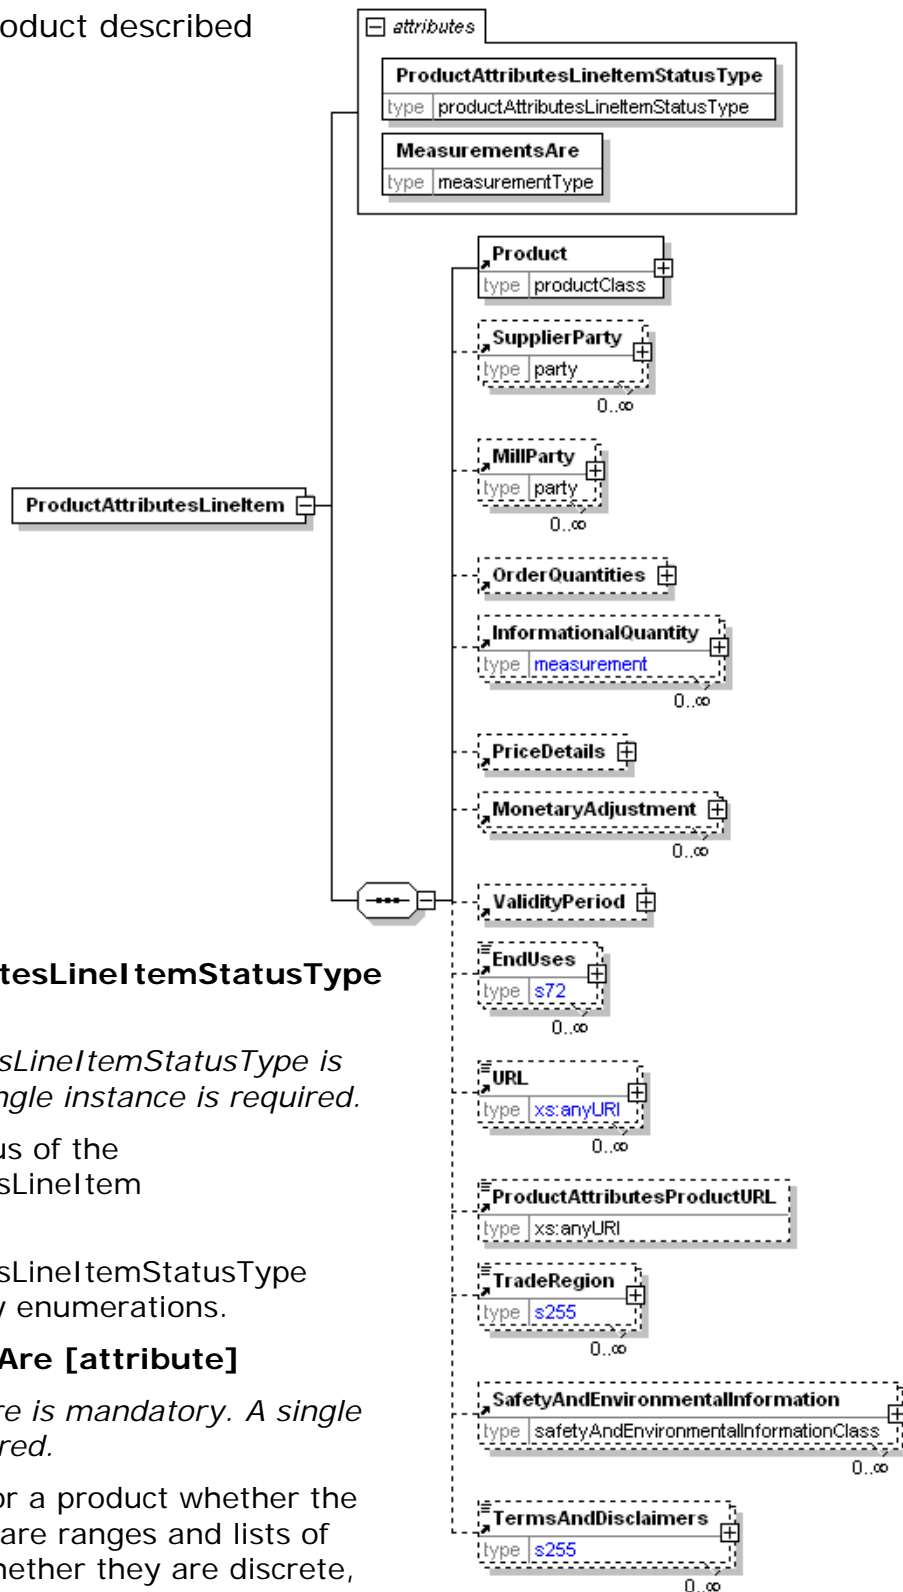 oduct described
attributes
ProductAttributesLineItemStatusType
type productAttributesLineItemStatusType
MeasurementsAre
type measurementType
Product
type productClass
SupplierParty
type party
0..∞
MillParty
type party
0..∞
ProductAttributesLineItem
OrderQuantities
InformationalQuantity
type measurement
0..∞
PriceDetails
MonetaryAdjustment
0..∞
ValidityPeriod
EndUses
type s72
0..∞
URL
type xs:anyURI
0..∞
ProductAttributesProductURL
type xs:anyURI
TradeRegion
type s255
0..∞
SafetyAndEnvironmentalInformation
type safetyAndEnvironmentalInformationClass
0..∞
TermsAndDisclaimers
type s255
0..∞
tesLineItemStatusType
sLineItemStatusType is
ngle instance is required.
us of the
sLineItem
sLineItemStatusType
y enumerations.
Are [attribute]
re is mandatory. A single
red.
or a product whether the
are ranges and lists of
hether they are discrete,